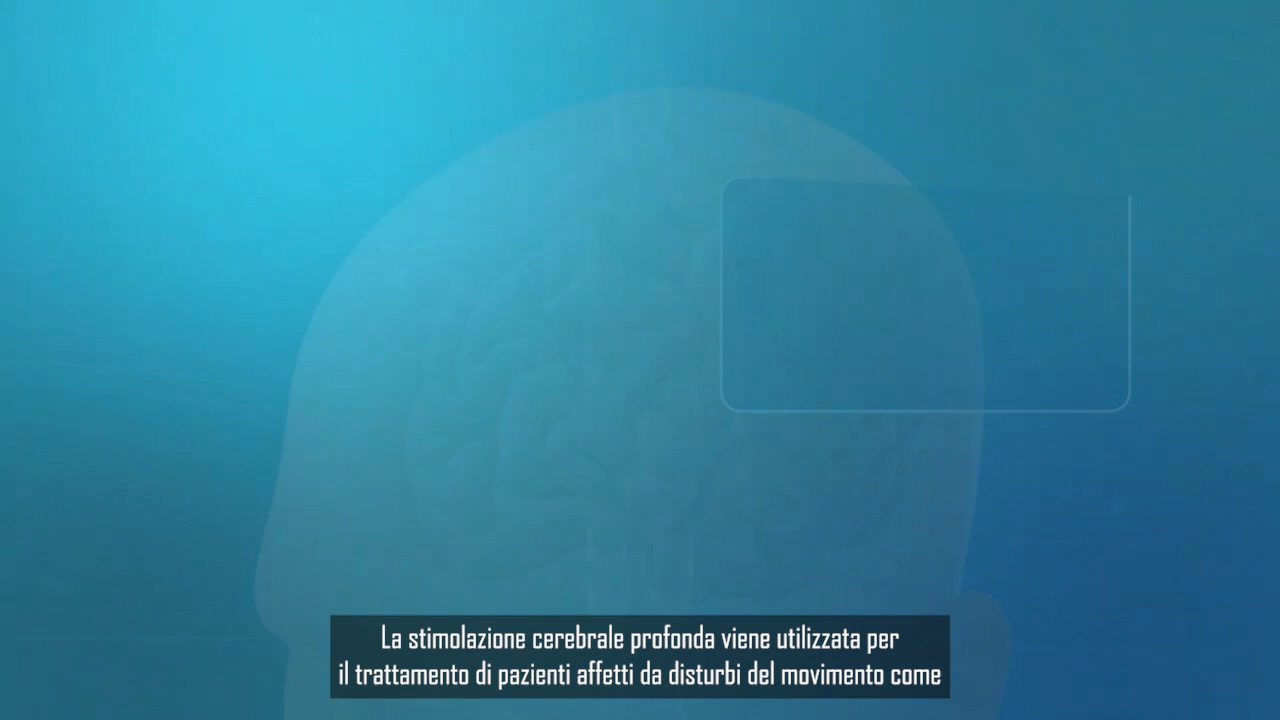 La stimolazione cerebrale profonda viene utilizzata per
il trattamento di pazienti affetti da disturbi del movimento come